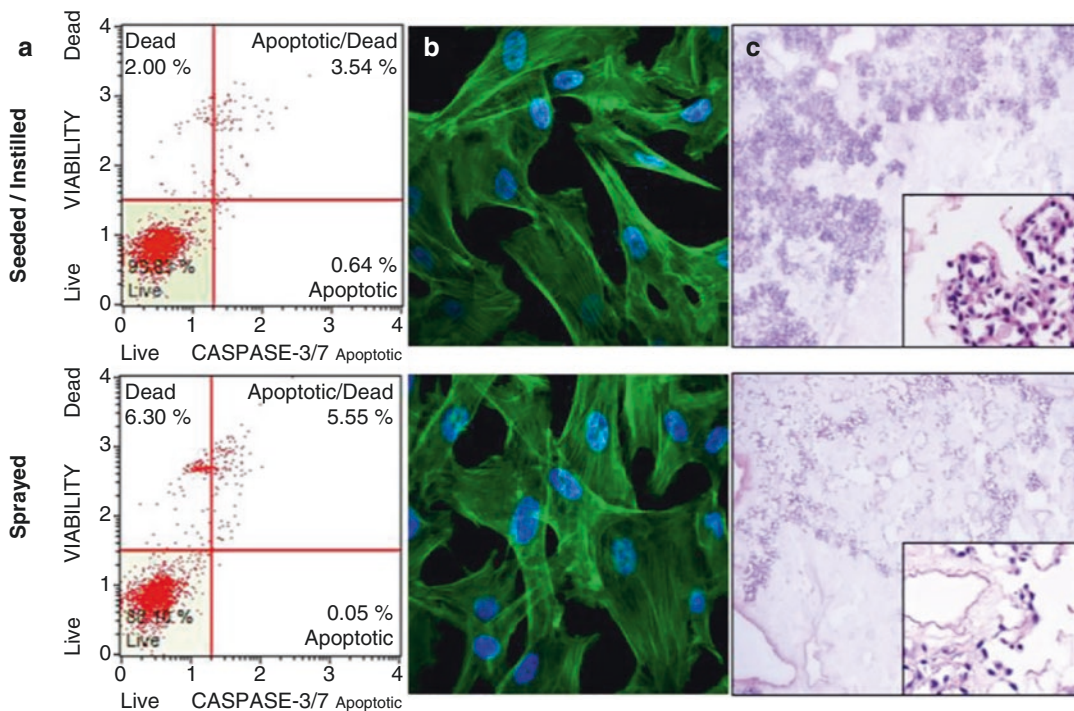 a
b
c
Seeded / Instilled
Dead
VIABILITY
Live
4
3
2
1
0
Dead
2.00 %
Apoptotic/Dead
3.54 %
0.64 %
Apoptotic
Live
0 1 2 3 4
Live CASPASE-3/7 Apoptotic
Sprayed
Dead
VIABILITY
Live
4
3
2
1
0
Dead
6.30 %
Apoptotic/Dead
5.55 %
0.05 %
Apoptotic
Live
0 1 2 3 4
Live CASPASE-3/7 Apoptotic